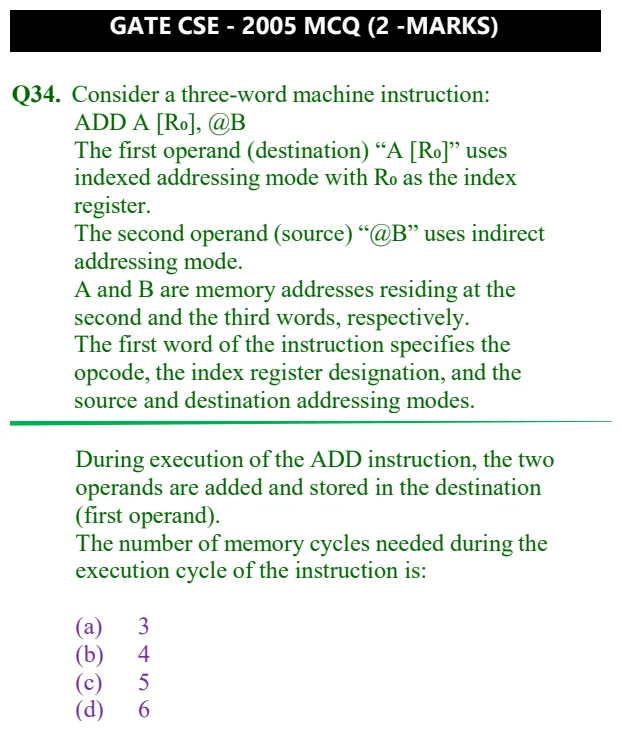 GATE CSE - 2005 MCQ (2 -MARKS)
Q34. Consider a three-word machine instruction:
ADD A [R₀], @B
The first operand (destination) “A [R₀]” uses
indexed addressing mode with R₀ as the index
register.
The second operand (source) “@B” uses indirect
addressing mode.
A and B are memory addresses residing at the
second and the third words, respectively.
The first word of the instruction specifies the
opcode, the index register designation, and the
source and destination addressing modes.
During execution of the ADD instruction, the two
operands are added and stored in the destination
(first operand).
The number of memory cycles needed during the
execution cycle of the instruction is:
(a) 3
(b) 4
(c) 5
(d) 6